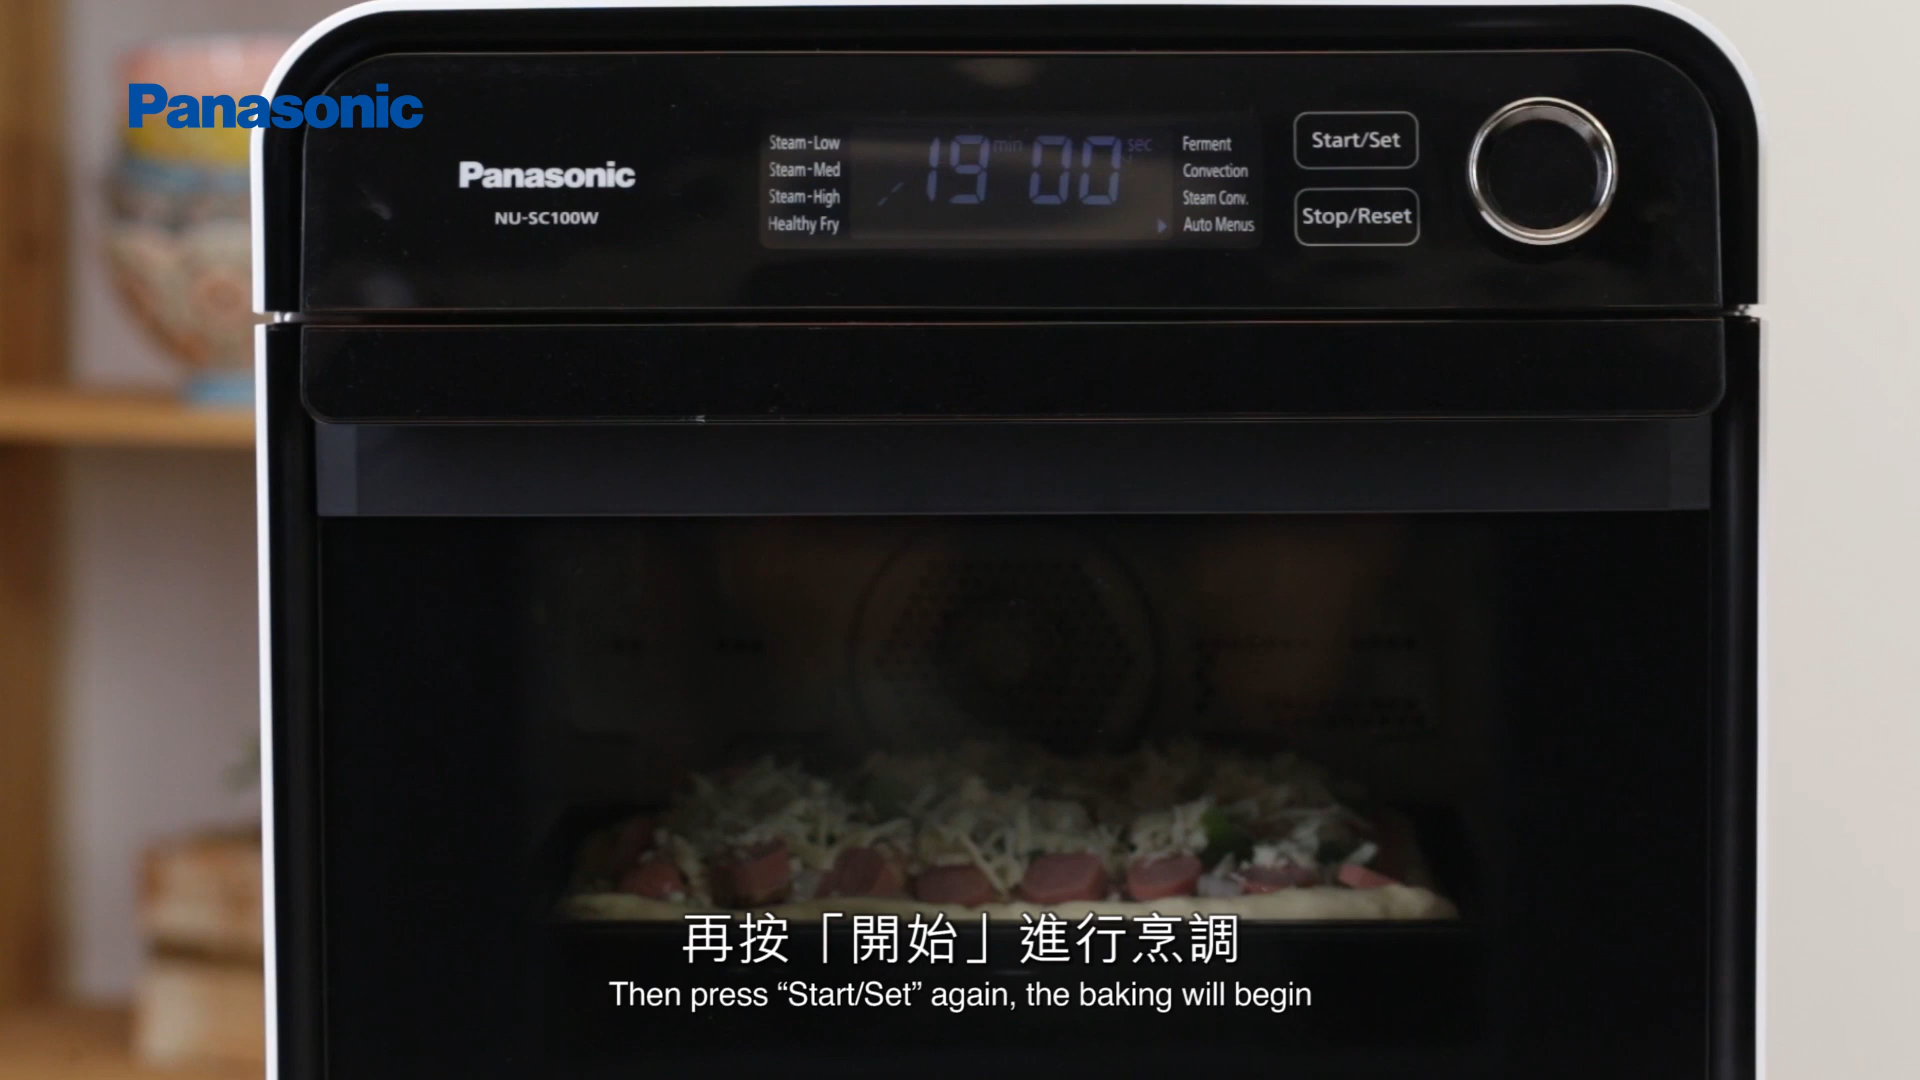 Panasonic
Panasonic
NU-SC100W
Steam-Low
Steam-Med
Steam-High
Healthy Fry
19 min 00 sec
Ferment
Convection
Steam Conv.
Auto Menus
Start/Set
Stop/Reset
再按「開始」進行烹調
Then press “Start/Set” again, the baking will begin